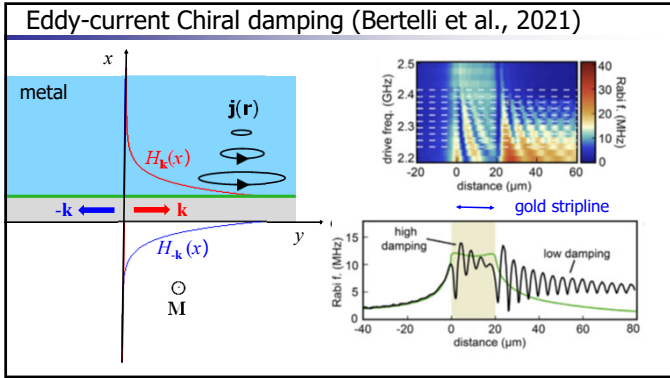 Eddy-current Chiral damping (Bertelli et al., 2021)
x
metal
j(r)
H_k(x)
-k
k
y
H_-k(x)
⊙
M
drive freq. (GHz)
2.5
2.4
2.3
2.2
-20 0 20 40 60
distance (µm)
40
30
20
10
0
Rabi f. (MHz)
gold stripline
Rabi f. (MHz)
15
10
5
0
high
damping
low damping
-40 -20 0 20 40 60 80
distance (µm)